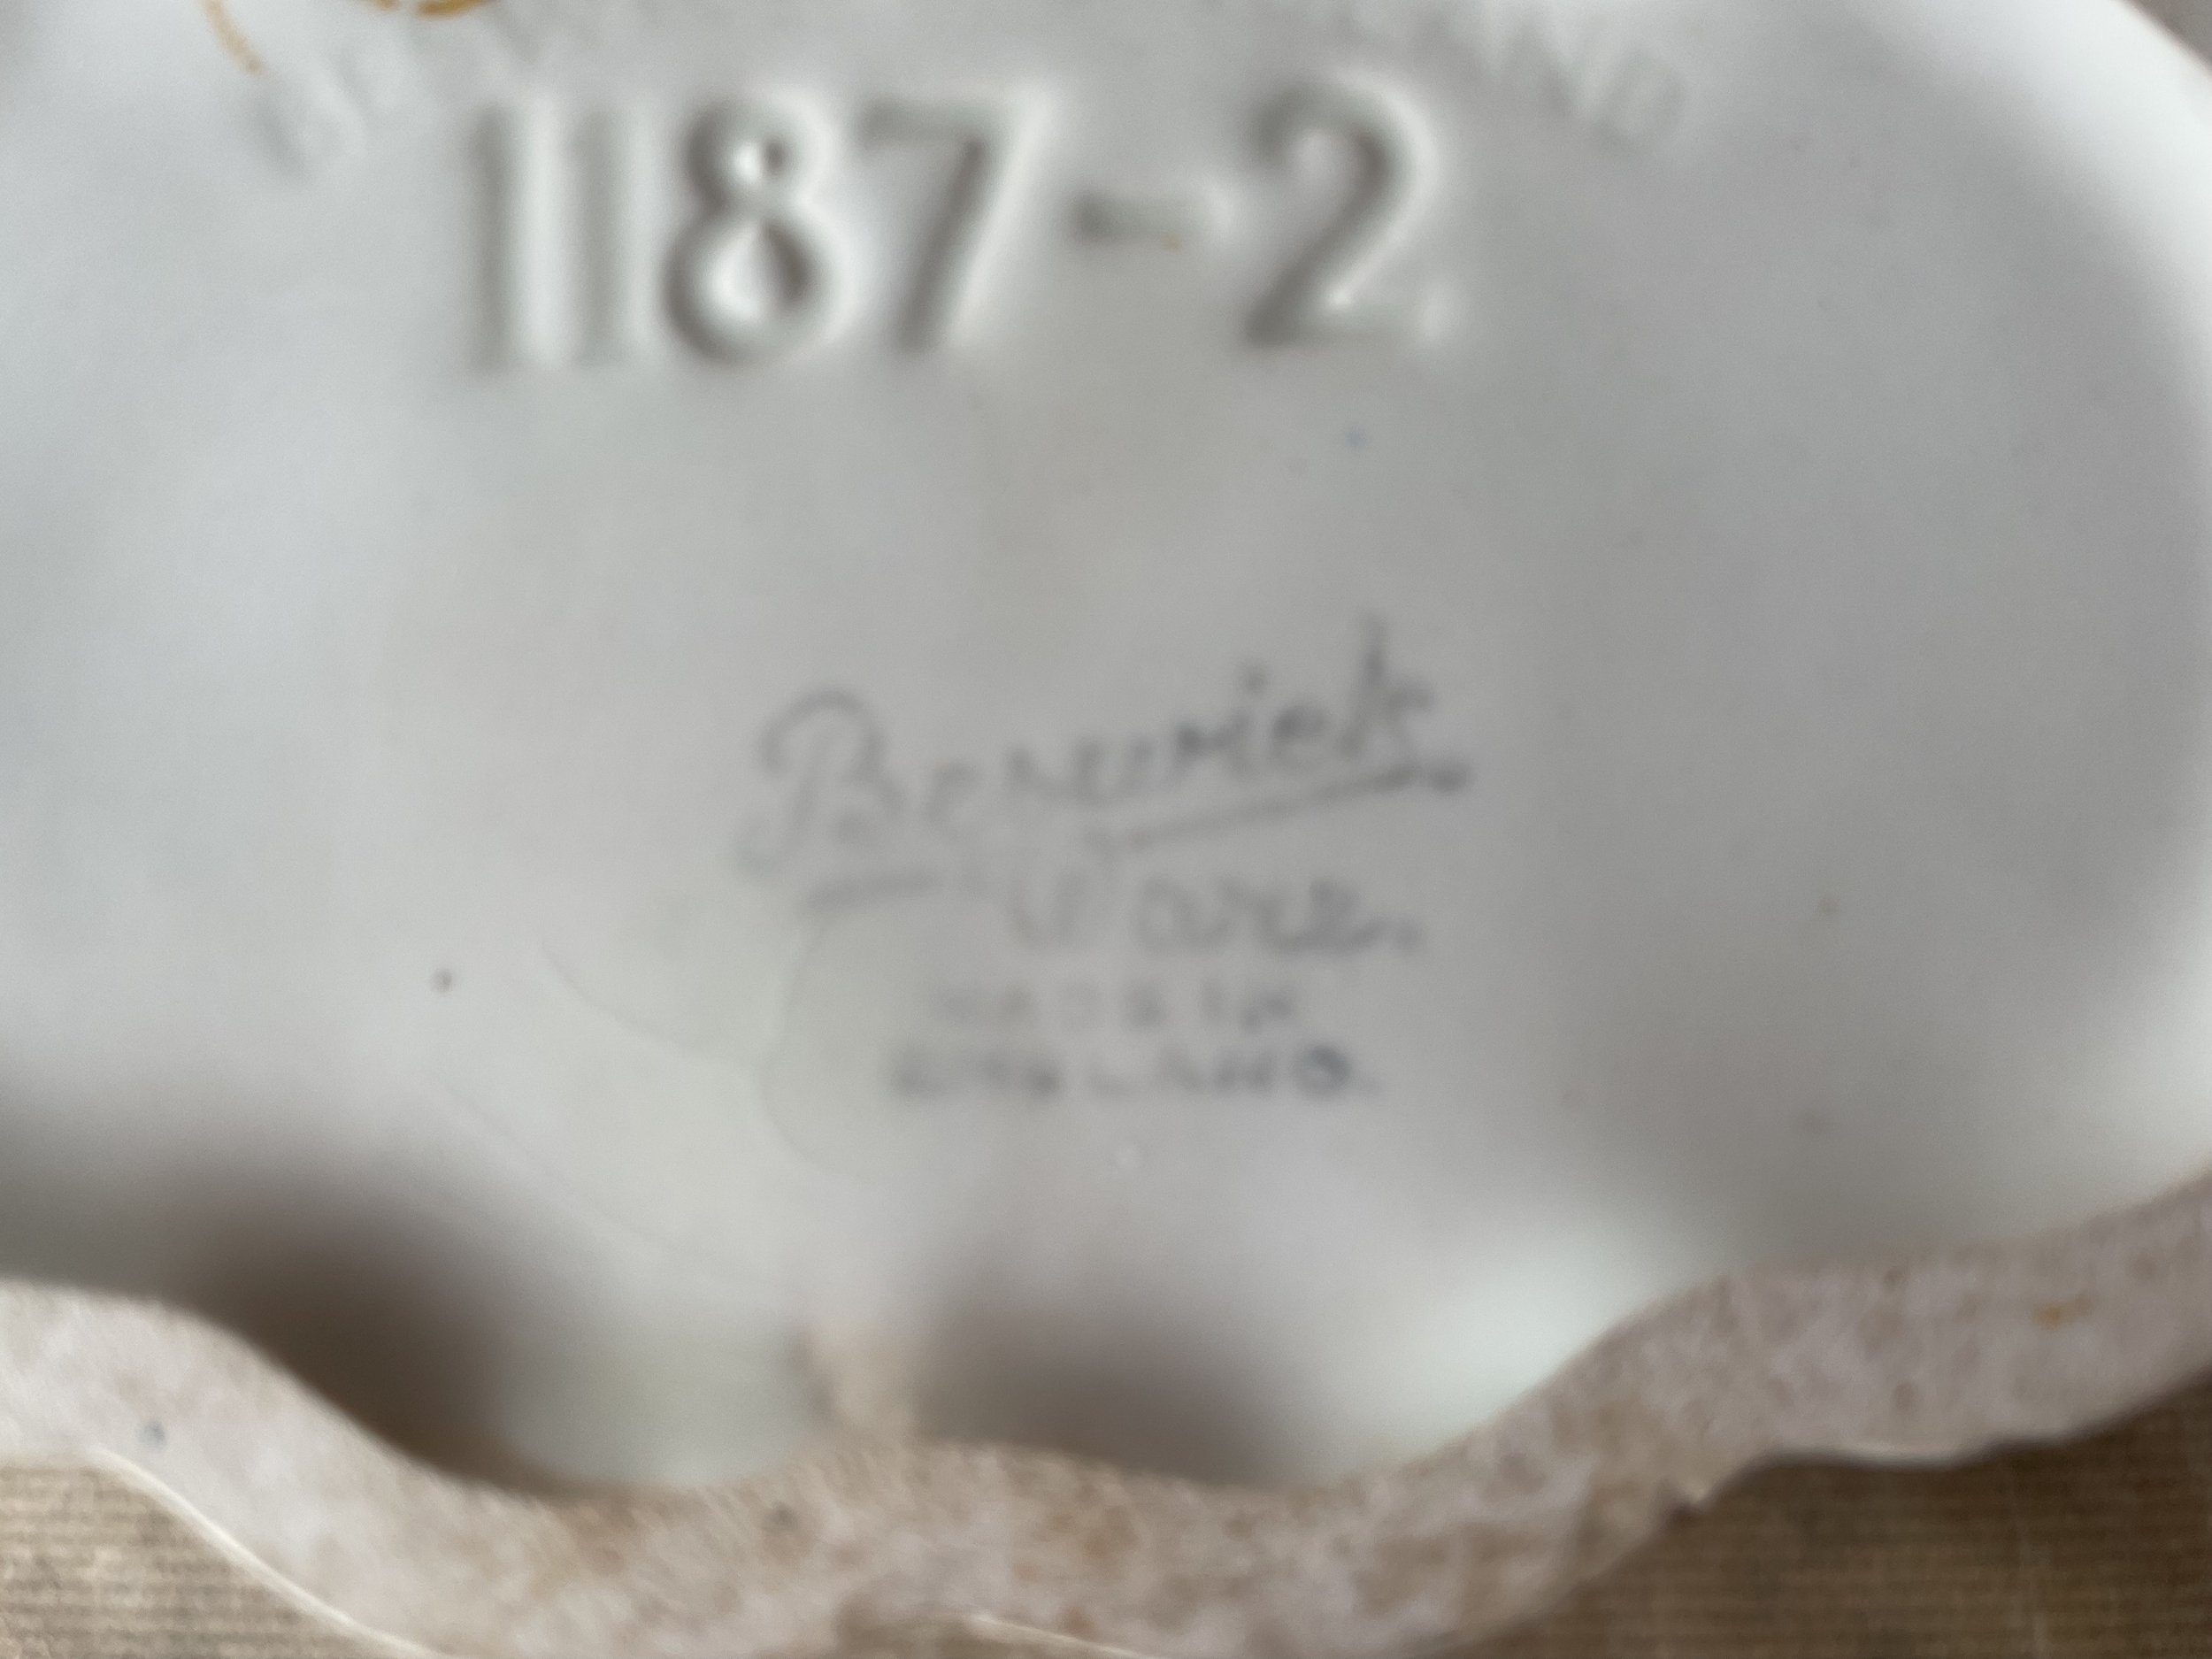 1187-2
Beswick
Ware.
MADE IN
ENGLAND.